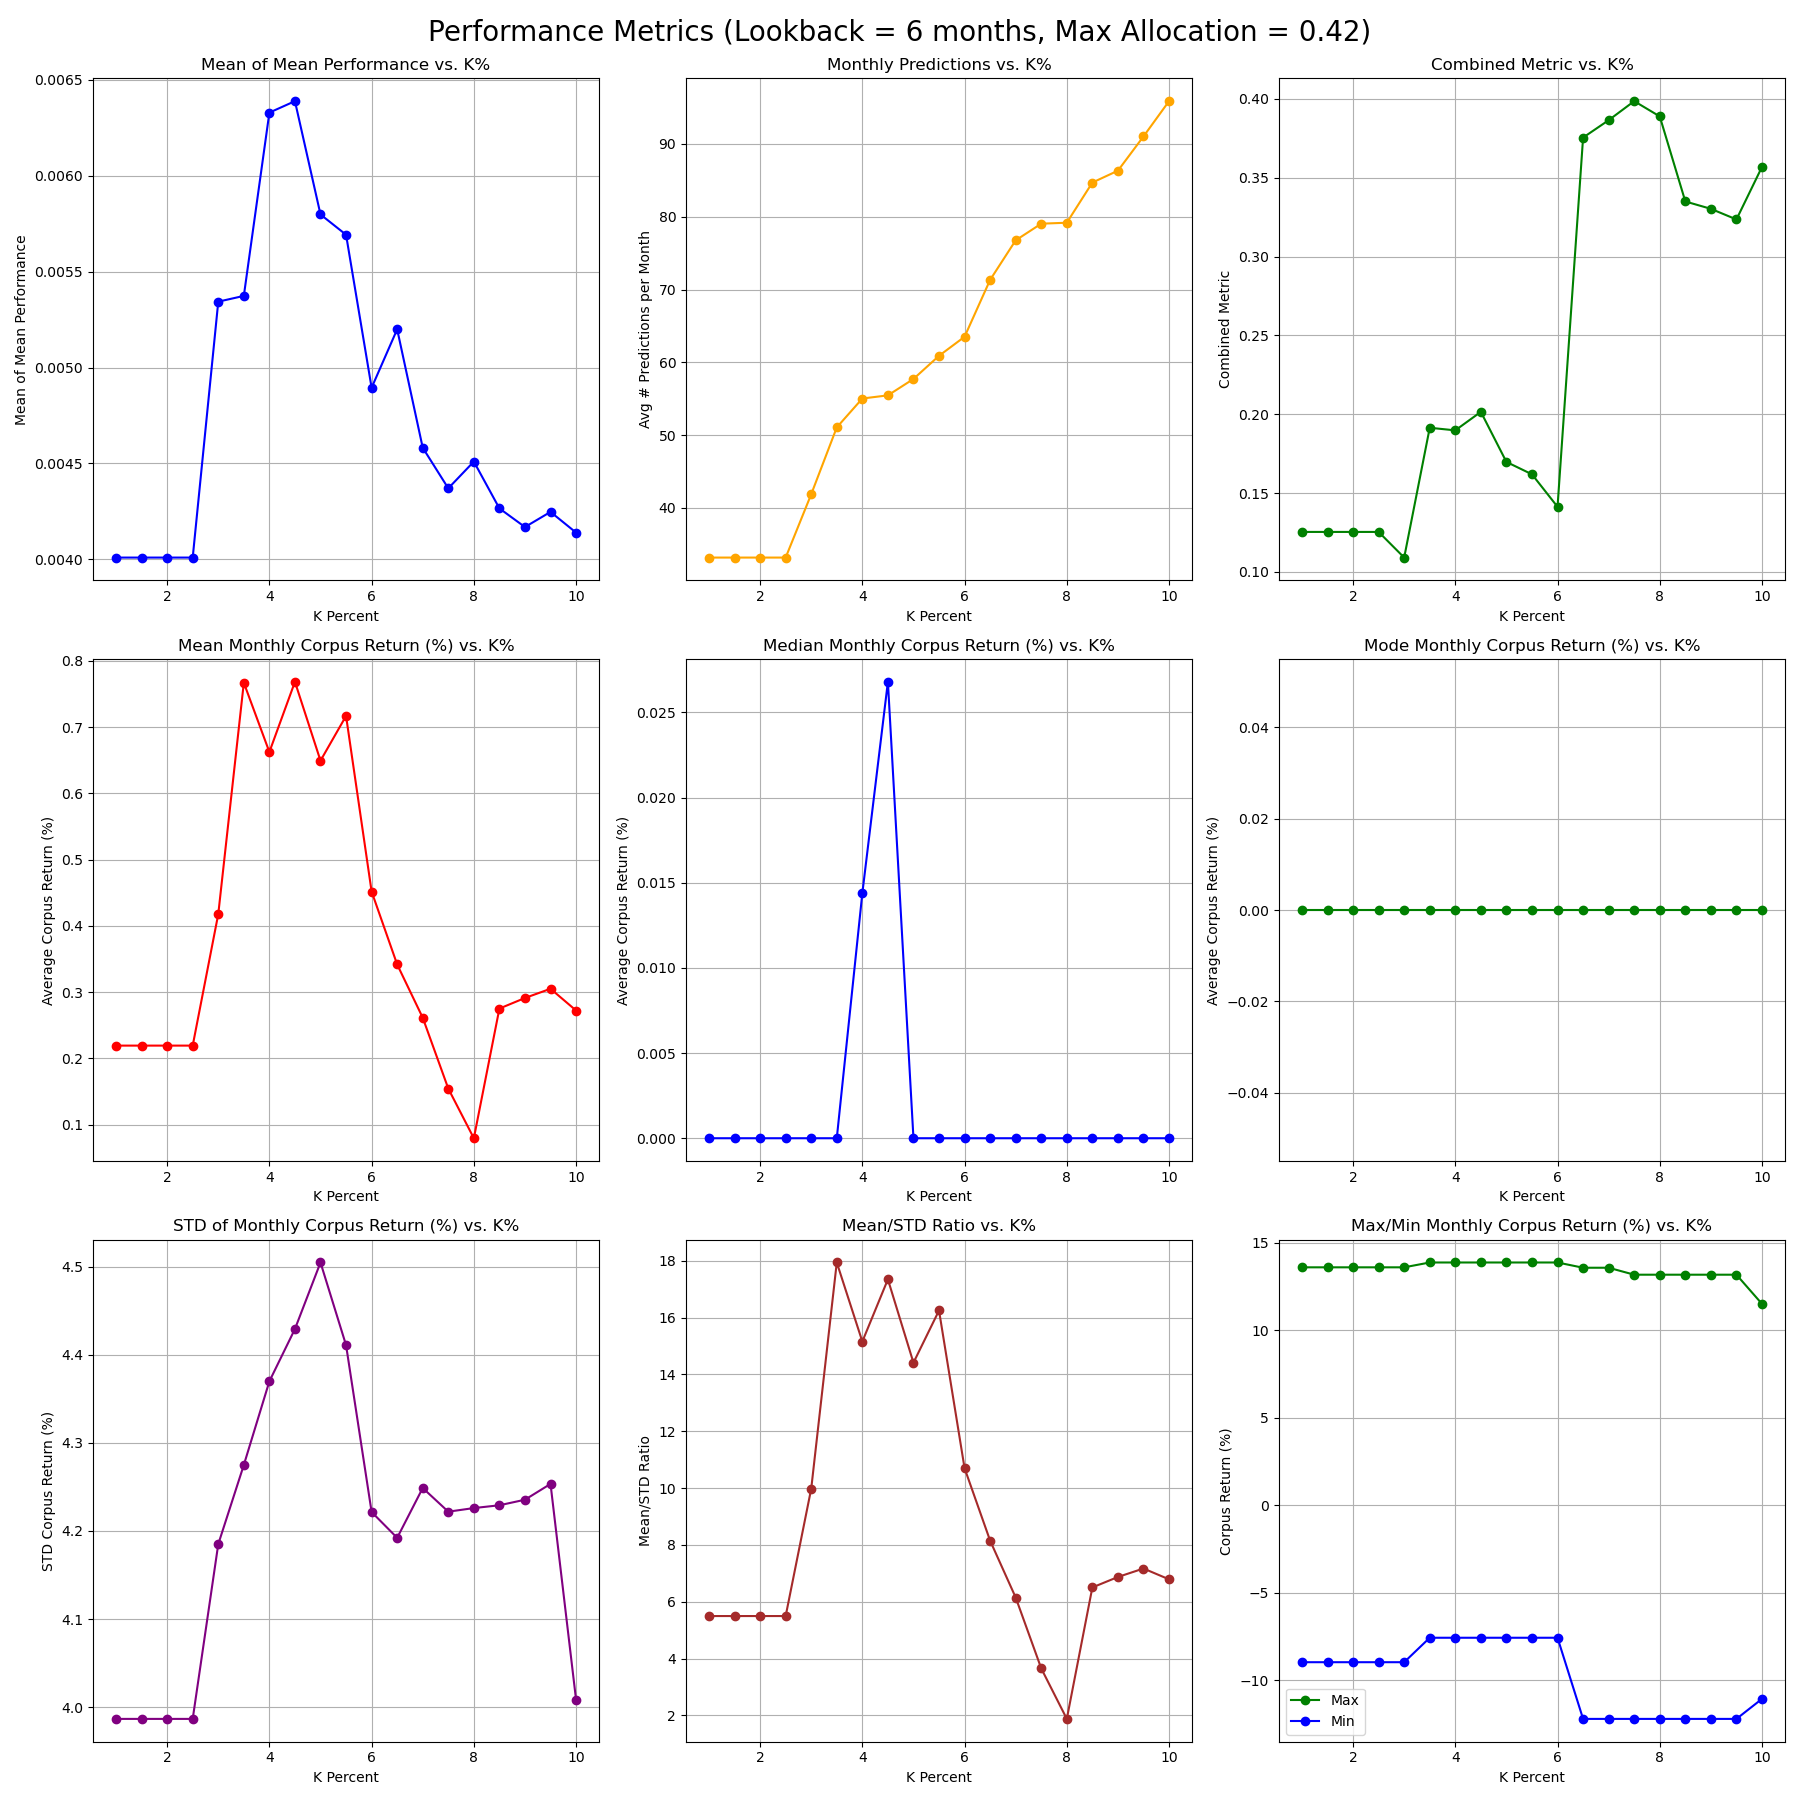 Performance Metrics (Lookback = 6 months, Max Allocation = 0.42)
Mean of Mean Performance vs. K%
Mean of Mean Performance
0.0065
0.0060
0.0055
0.0050
0.0045
0.0040
2 4 6 8 10
K Percent
Monthly Predictions vs. K%
Avg # Predictions per Month
90
80
70
60
50
40
2 4 6 8 10
K Percent
Combined Metric vs. K%
Combined Metric
0.40
0.35
0.30
0.25
0.20
0.15
0.10
2 4 6 8 10
K Percent
Mean Monthly Corpus Return (%) vs. K%
Average Corpus Return (%)
0.8
0.7
0.6
0.5
0.4
0.3
0.2
0.1
2 4 6 8 10
K Percent
Median Monthly Corpus Return (%) vs. K%
Average Corpus Return (%)
0.025
0.020
0.015
0.010
0.005
0.000
2 4 6 8 10
K Percent
Mode Monthly Corpus Return (%) vs. K%
Average Corpus Return (%)
0.04
0.02
0.00
−0.02
−0.04
2 4 6 8 10
K Percent
STD of Monthly Corpus Return (%) vs. K%
STD Corpus Return (%)
4.5
4.4
4.3
4.2
4.1
4.0
2 4 6 8 10
K Percent
Mean/STD Ratio vs. K%
Mean/STD Ratio
18
16
14
12
10
8
6
4
2
2 4 6 8 10
K Percent
Max/Min Monthly Corpus Return (%) vs. K%
Corpus Return (%)
15
10
5
0
−5
−10
Max
Min
2 4 6 8 10
K Percent